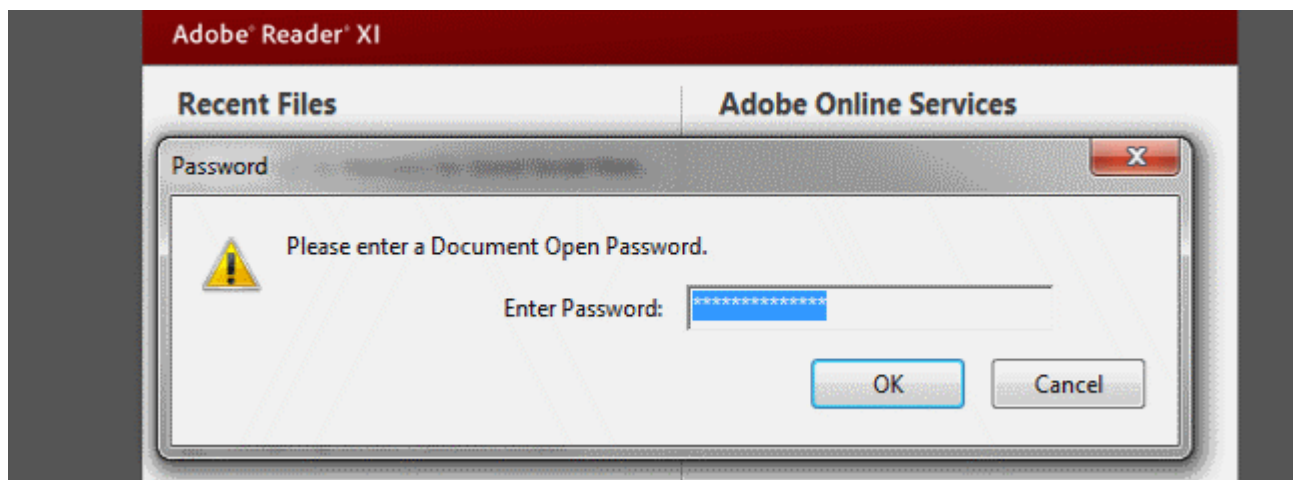 Adobe® Reader® XI
Recent Files
Adobe Online Services
Password
Please enter a Document Open Password.
Enter Password: **************
OK
Cancel